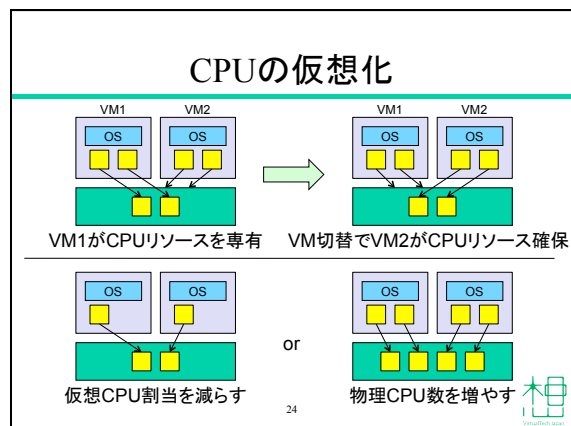 CPUの仮想化
VM1 VM2 VM1 VM2
OS OS OS OS
VM1がCPUリソースを専有 VM切替でVM2がCPUリソース確保
OS OS OS OS
or
仮想CPU割当を減らす 物理CPU数を増やす
24
VirtualTech Japan